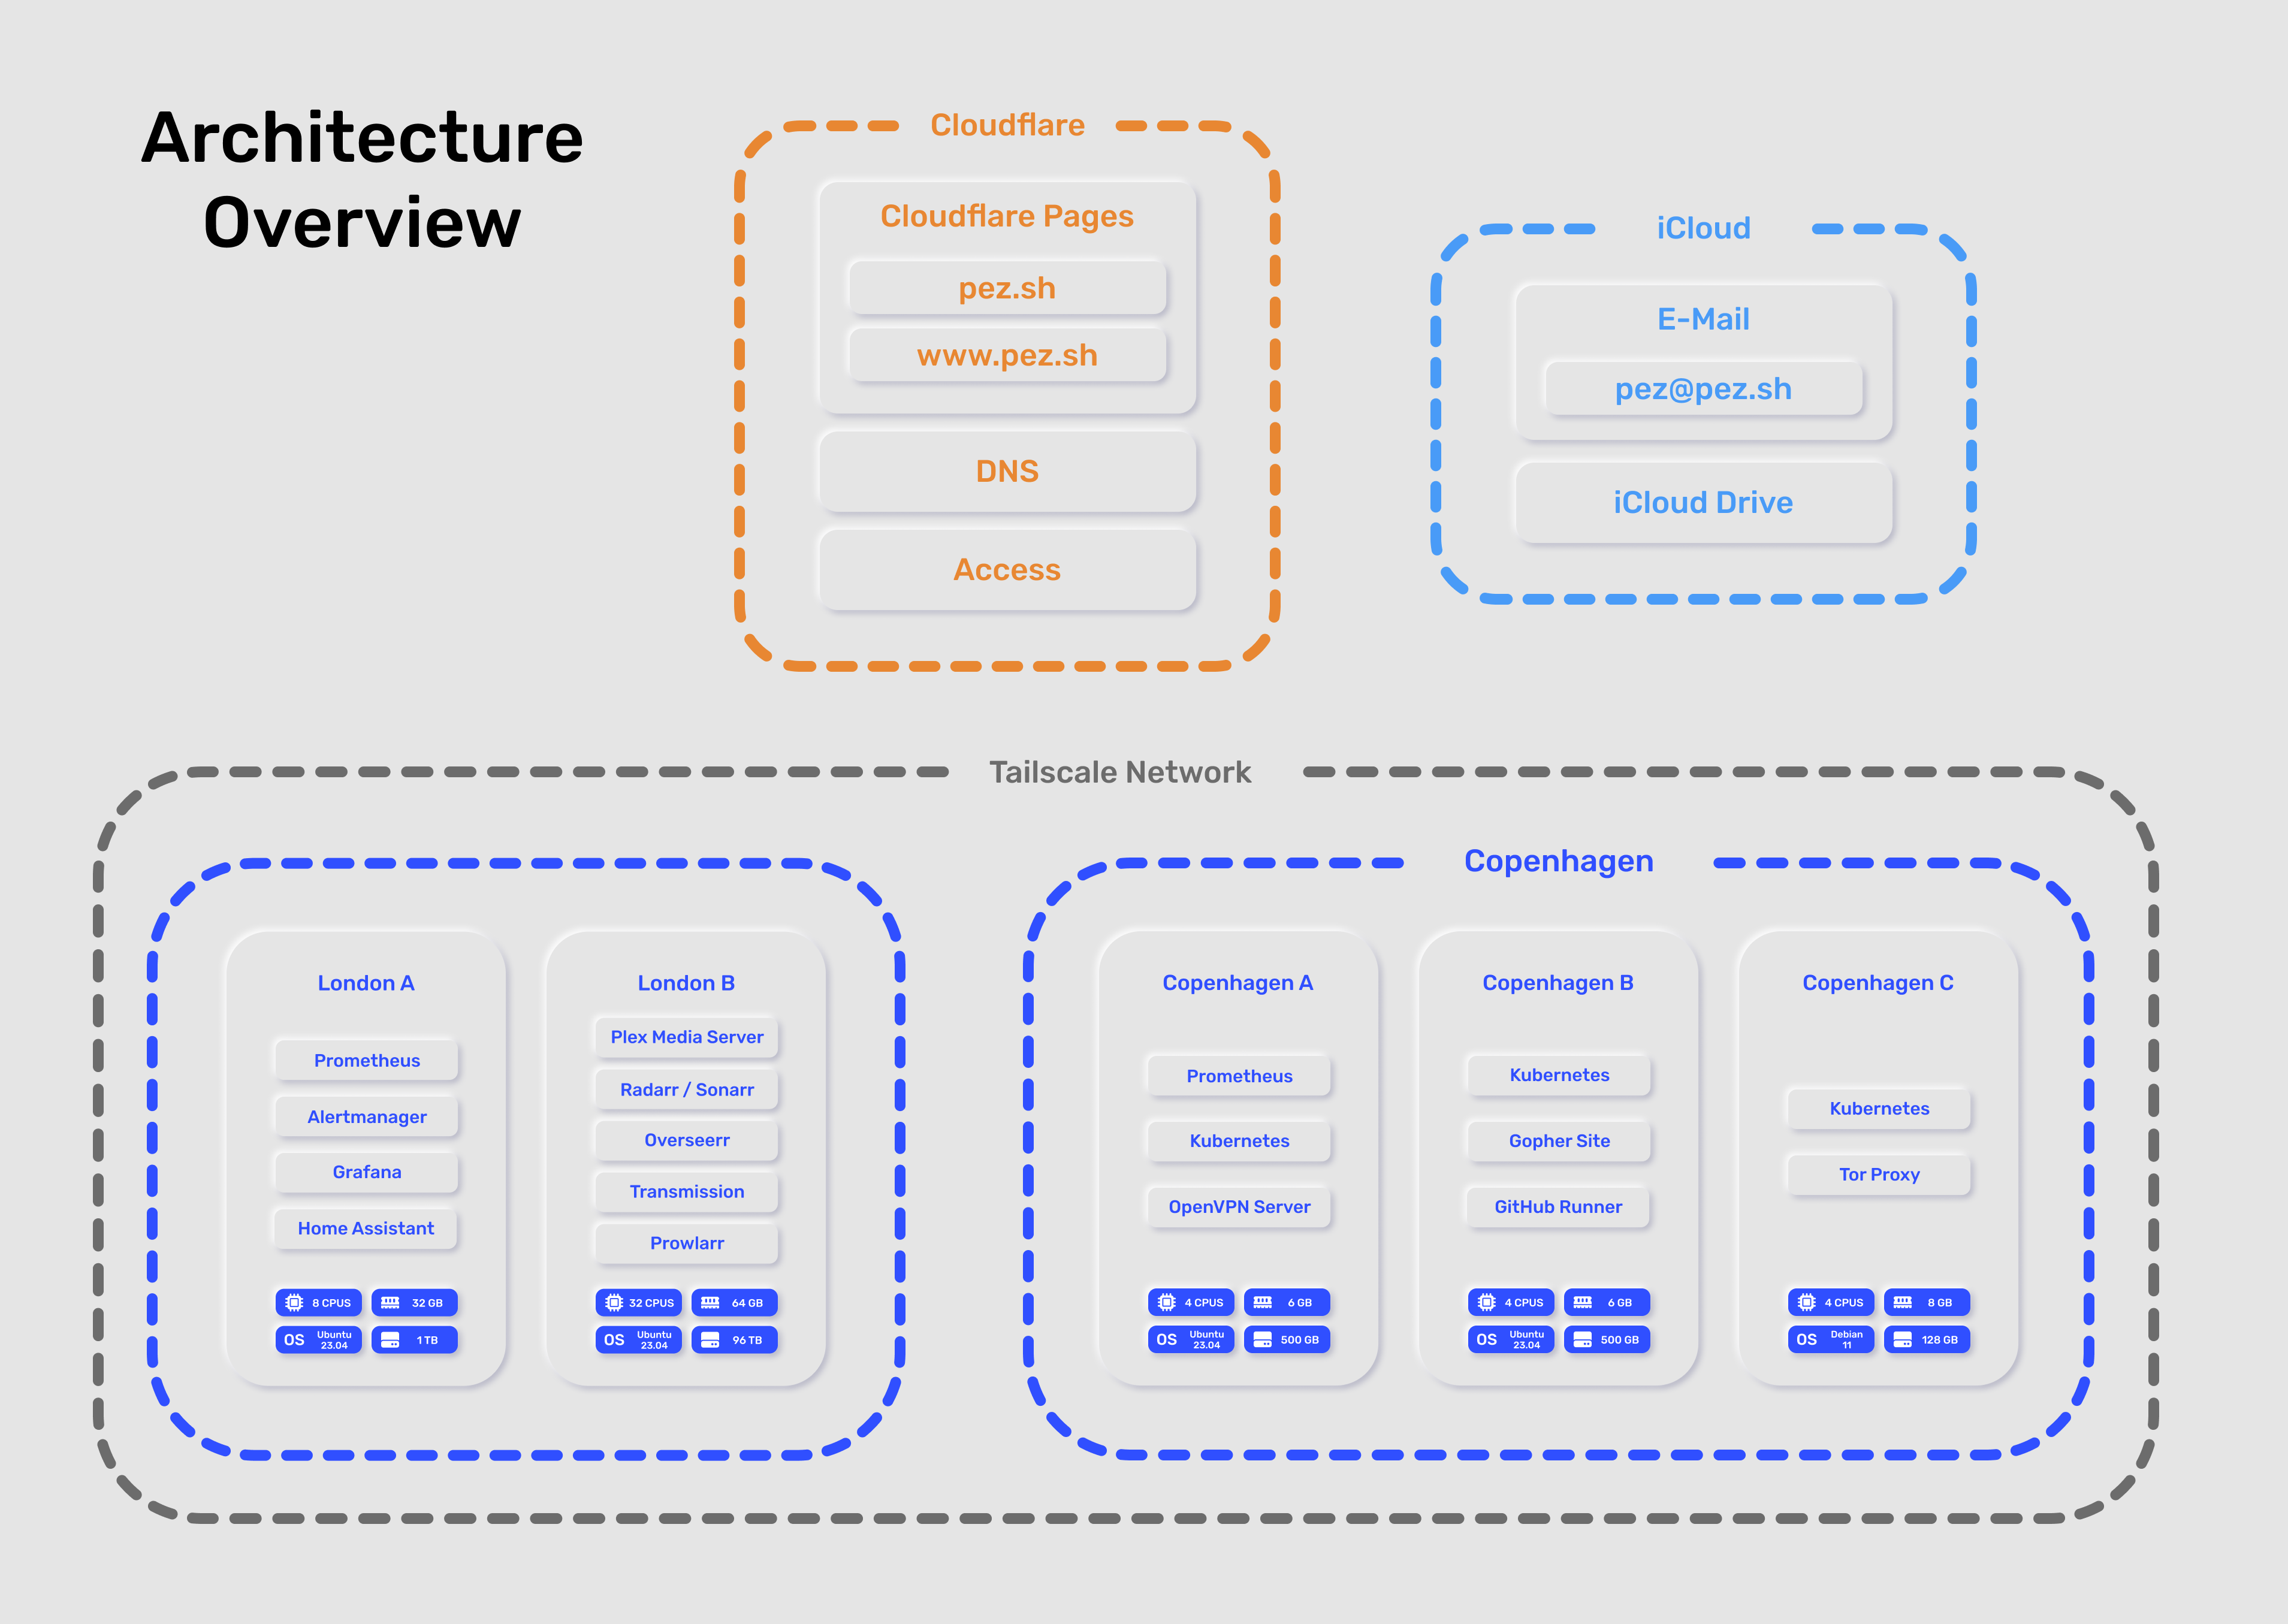 Architecture
Overview
Cloudflare
Cloudflare Pages
pez.sh
www.pez.sh
DNS
Access
iCloud
E-Mail
pez@pez.sh
iCloud Drive
Tailscale Network
London A
Prometheus
Alertmanager
Grafana
Home Assistant
8 CPUS
32 GB
OS Ubuntu
23.04
1 TB
London B
Plex Media Server
Radarr / Sonarr
Overseerr
Transmission
Prowlarr
32 CPUS
64 GB
OS Ubuntu
23.04
96 TB
Copenhagen
Copenhagen A
Prometheus
Kubernetes
OpenVPN Server
4 CPUS
6 GB
OS Ubuntu
23.04
500 GB
Copenhagen B
Kubernetes
Gopher Site
GitHub Runner
4 CPUS
6 GB
OS Ubuntu
23.04
500 GB
Copenhagen C
Kubernetes
Tor Proxy
4 CPUS
8 GB
OS Debian
11
128 GB